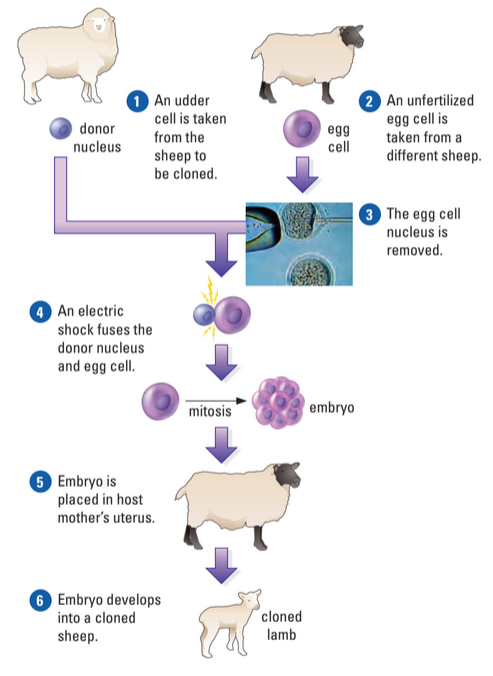 1 An udder
cell is taken
from the
sheep to
be cloned.
donor
nucleus
2 An unfertilized
egg cell is
taken from a
different sheep.
egg
cell
3 The egg cell
nucleus is
removed.
4 An electric
shock fuses the
donor nucleus
and egg cell.
mitosis
embryo
5 Embryo is
placed in host
mother's uterus.
6 Embryo develops
into a cloned
sheep.
cloned
lamb